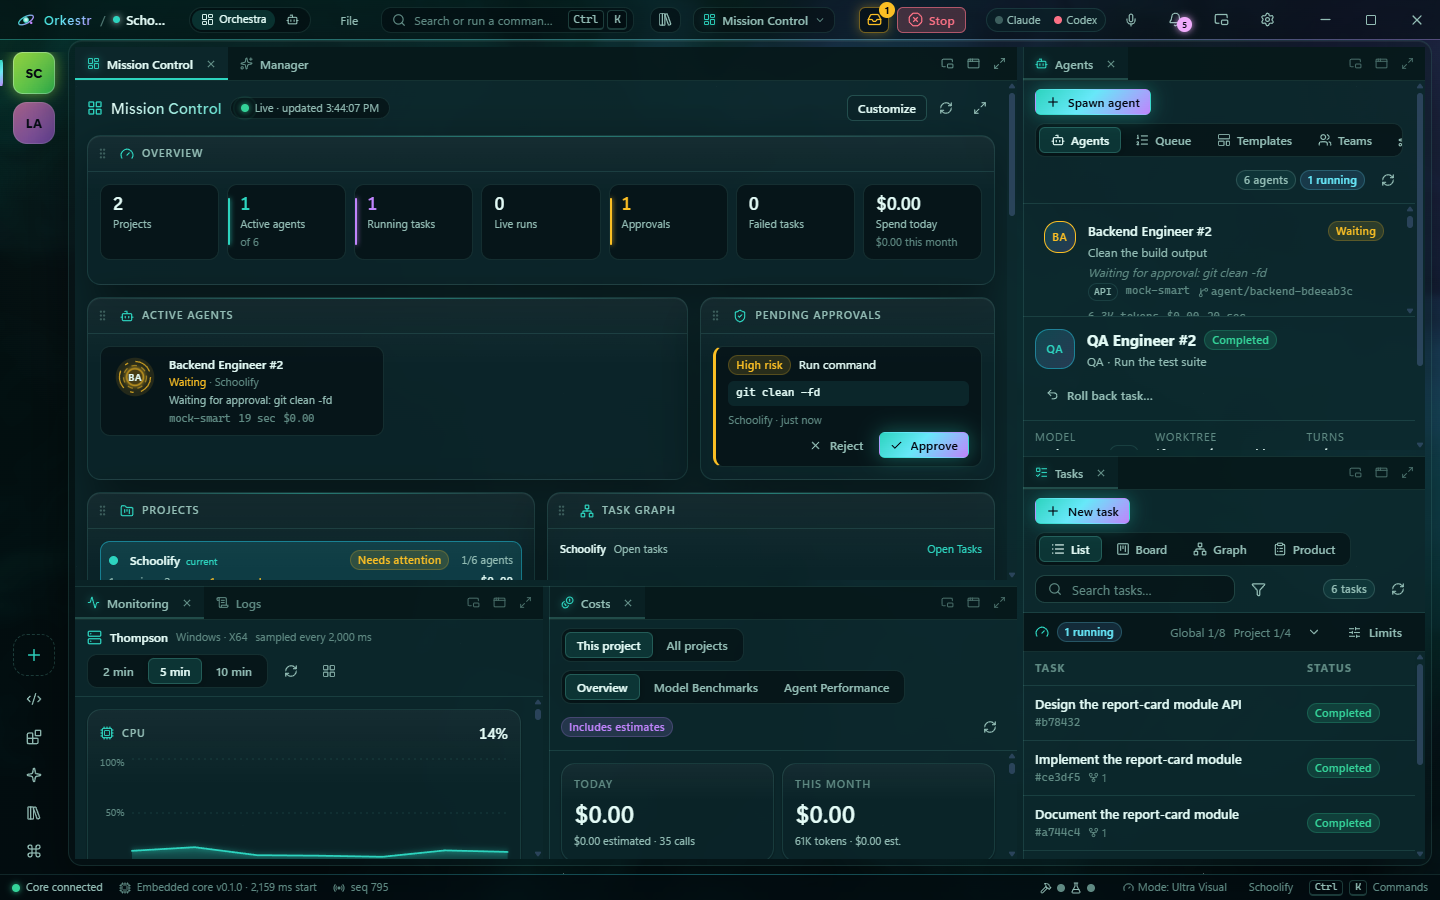 Orkestr / Scho...
Orchestra
File
Search or run a comman... Ctrl K
Mission Control
1
Stop
Claude Codex
5
SC
LA
Mission Control
Manager
Mission Control
Live · updated 3:44:07 PM
Customize
OVERVIEW
2
Projects
1
Active agents
of 6
1
Running tasks
0
Live runs
1
Approvals
0
Failed tasks
$0.00
Spend today
$0.00 this month
ACTIVE AGENTS
BA
Backend Engineer #2
Waiting · Schoolify
Waiting for approval: git clean -fd
mock-smart 19 sec $0.00
PENDING APPROVALS
High risk Run command
git clean -fd
Schoolify · just now
Reject
Approve
PROJECTS
Schoolify current
Needs attention
1/6 agents
TASK GRAPH
Schoolify Open tasks
Open Tasks
Monitoring
Logs
Thompson Windows · X64 sampled every 2,000 ms
2 min 5 min 10 min
CPU
14%
100%
50%
Costs
This project All projects
Overview Model Benchmarks Agent Performance
Includes estimates
TODAY
$0.00
$0.00 estimated · 35 calls
THIS MONTH
$0.00
61K tokens · $0.00 est.
Agents
Spawn agent
Agents Queue Templates Teams
6 agents 1 running
BA
Backend Engineer #2
Waiting
Clean the build output
Waiting for approval: git clean -fd
API mock-smart agent/backend-bdeeab3c
6.3K tokens $0.00 20 sec
QA
QA Engineer #2 Completed
QA · Run the test suite
Roll back task...
MODEL WORKTREE TURNS
Tasks
New task
List Board Graph Product
Search tasks...
6 tasks
1 running
Global 1/8 Project 1/4
Limits
TASK STATUS
Design the report-card module API
#b78432
Completed
Implement the report-card module
#ce3df5 1
Completed
Document the report-card module
#a744c4 1
Completed
Core connected
Embedded core v0.1.0 · 2,159 ms start
seq 795
Mode: Ultra Visual
Schoolify
Ctrl K Commands